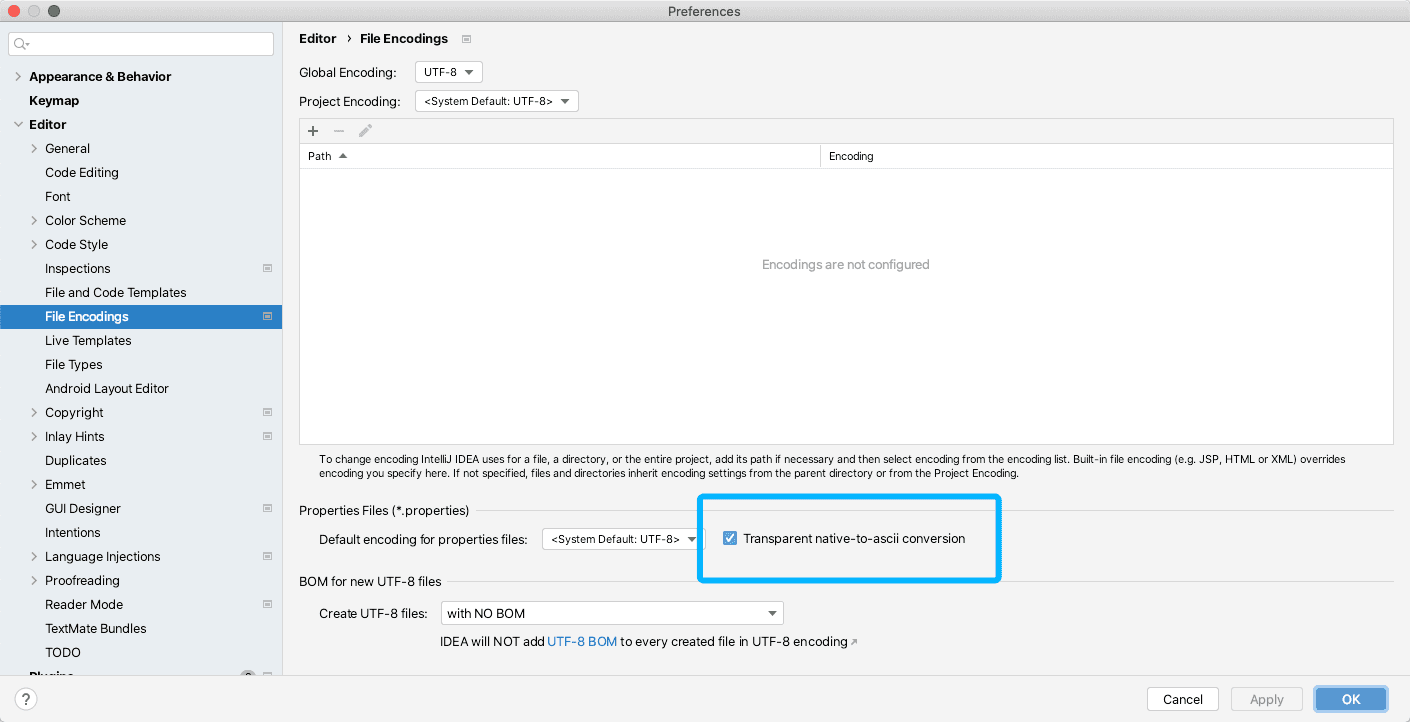 Preferences
Appearance & Behavior
Keymap
Editor
General
Code Editing
Font
Color Scheme
Code Style
Inspections
File and Code Templates
File Encodings
Live Templates
File Types
Android Layout Editor
Copyright
Inlay Hints
Duplicates
Emmet
GUI Designer
Intentions
Language Injections
Proofreading
Reader Mode
TextMate Bundles
TODO
Plugins
Editor › File Encodings
Global Encoding: UTF-8
Project Encoding: <System Default: UTF-8>
Path Encoding
Encodings are not configured
To change encoding IntelliJ IDEA uses for a file, a directory, or the entire project, add its path if necessary and then select encoding from the encoding list. Built-in file encoding (e.g. JSP, HTML or XML) overrides
encoding you specify here. If not specified, files and directories inherit encoding settings from the parent directory or from the Project Encoding.
Properties Files (*.properties)
Default encoding for properties files: <System Default: UTF-8> Transparent native-to-ascii conversion
BOM for new UTF-8 files
Create UTF-8 files: with NO BOM
IDEA will NOT add UTF-8 BOM to every created file in UTF-8 encoding ↗
? Cancel Apply OK